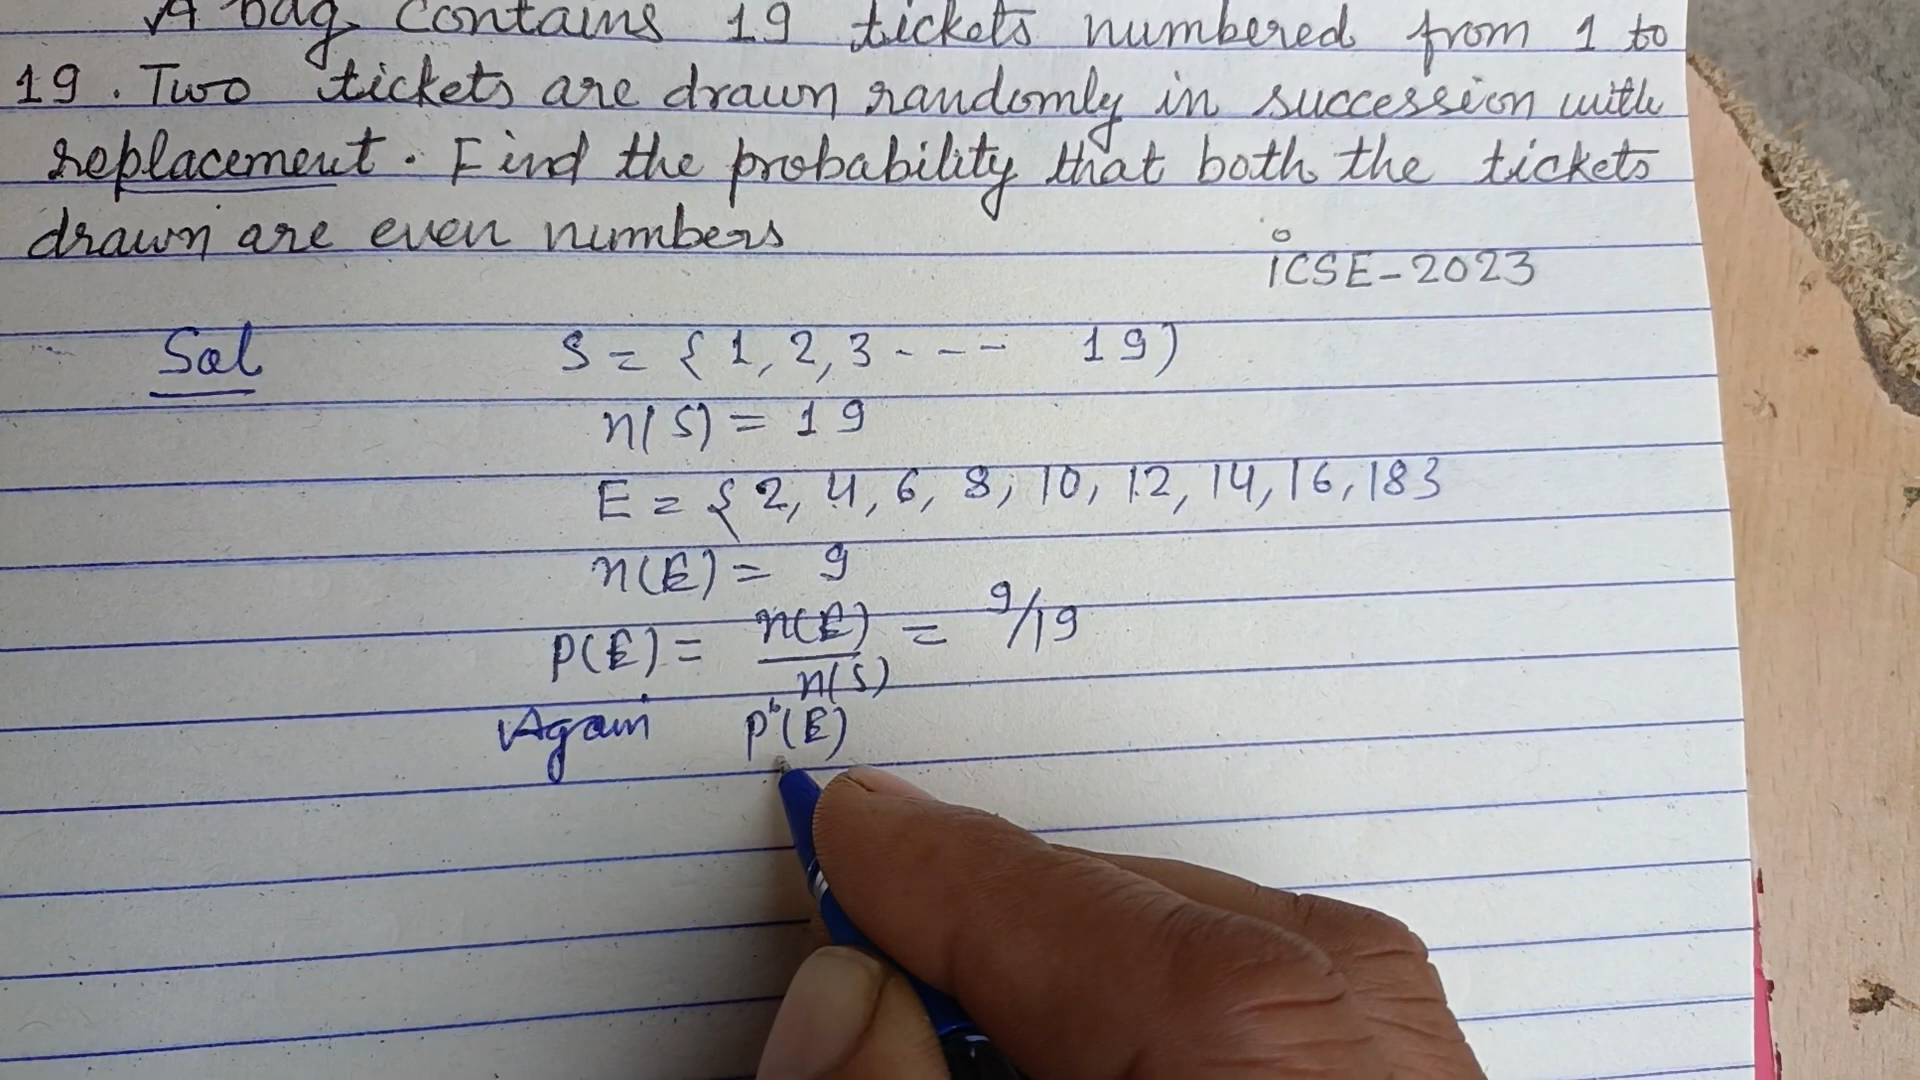 A bag contains 19 tickets numbered from 1 to
19. Two tickets are drawn randomly in succession with
replacement. Find the probability that both the tickets
drawn are even numbers
ICSE-2023
Sol S = {1, 2, 3 - - - 19}
n(S) = 19
E = {2, 4, 6, 8, 10, 12, 14, 16, 18}
n(E) = 9
P(E) = n(E)/n(S) = 9/19
Again P'(E)